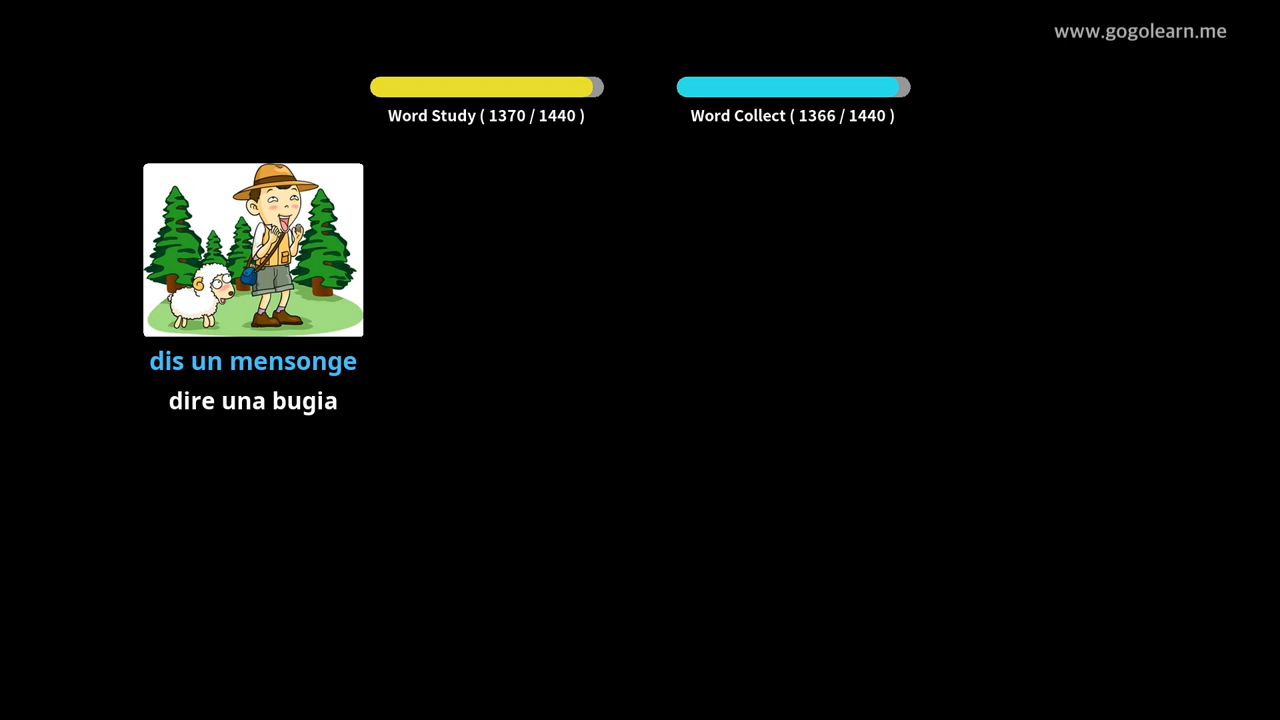 www.gogolearn.me
Word Study ( 1370 / 1440 )
Word Collect ( 1366 / 1440 )
dis un mensonge
dire una bugia